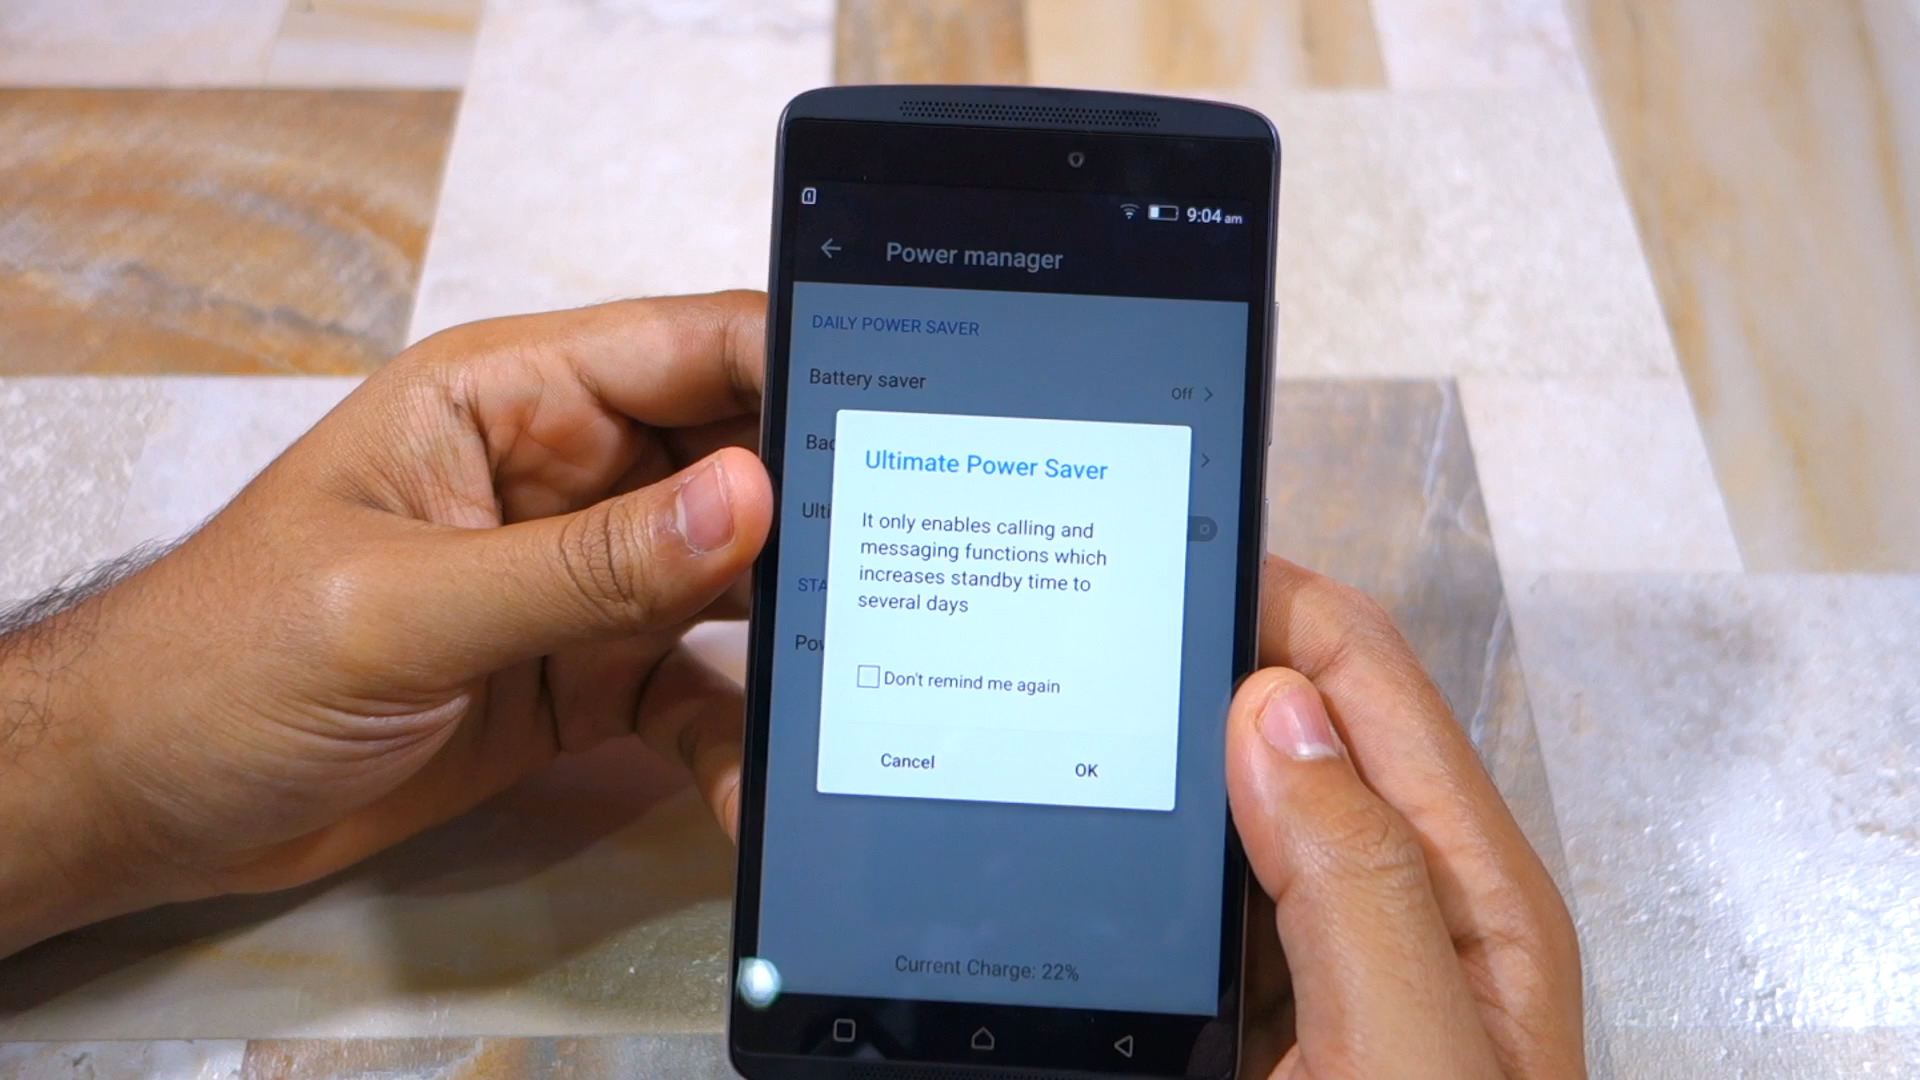 9:04 am
Power manager
DAILY POWER SAVER
Battery saver
Off
Ultimate Power Saver
It only enables calling and
messaging functions which
increases standby time to
several days
Don't remind me again
Cancel
OK
Current Charge: 22%